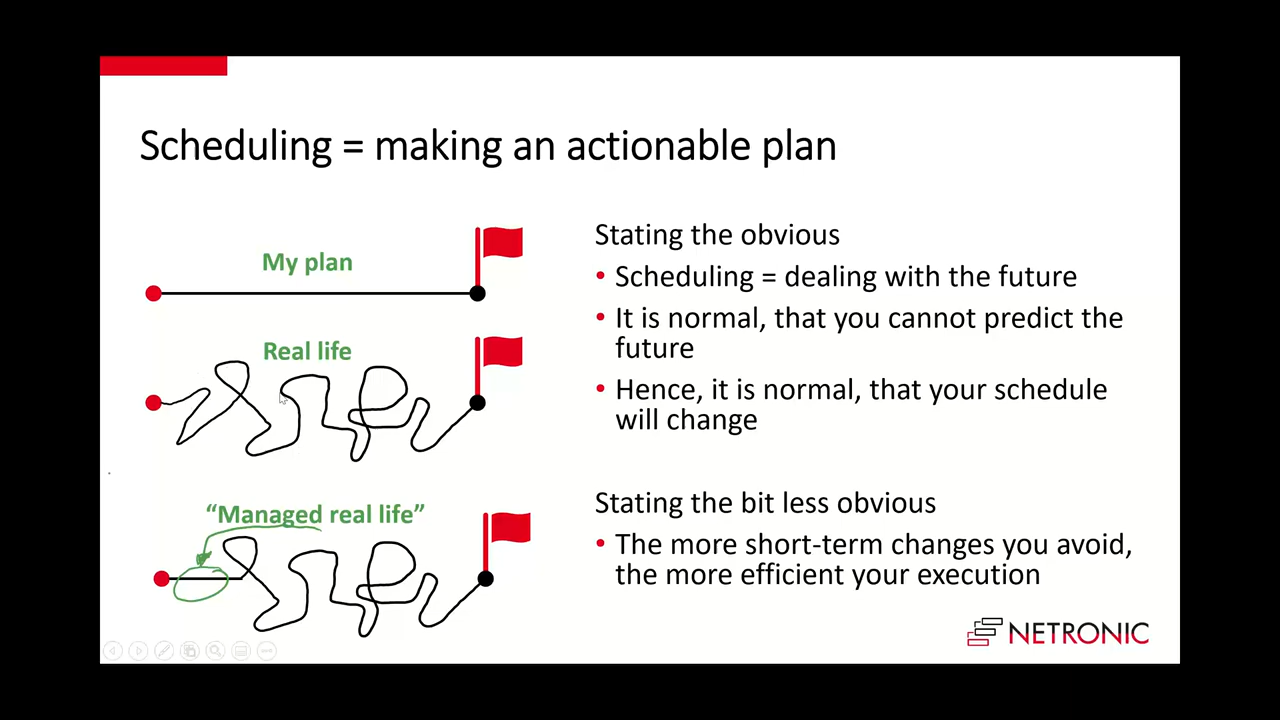 Scheduling = making an actionable plan
My plan
Real life
“Managed real life”
Stating the obvious
• Scheduling = dealing with the future
• It is normal, that you cannot predict the
future
• Hence, it is normal, that your schedule
will change
Stating the bit less obvious
• The more short-term changes you avoid,
the more efficient your execution
NETRONIC